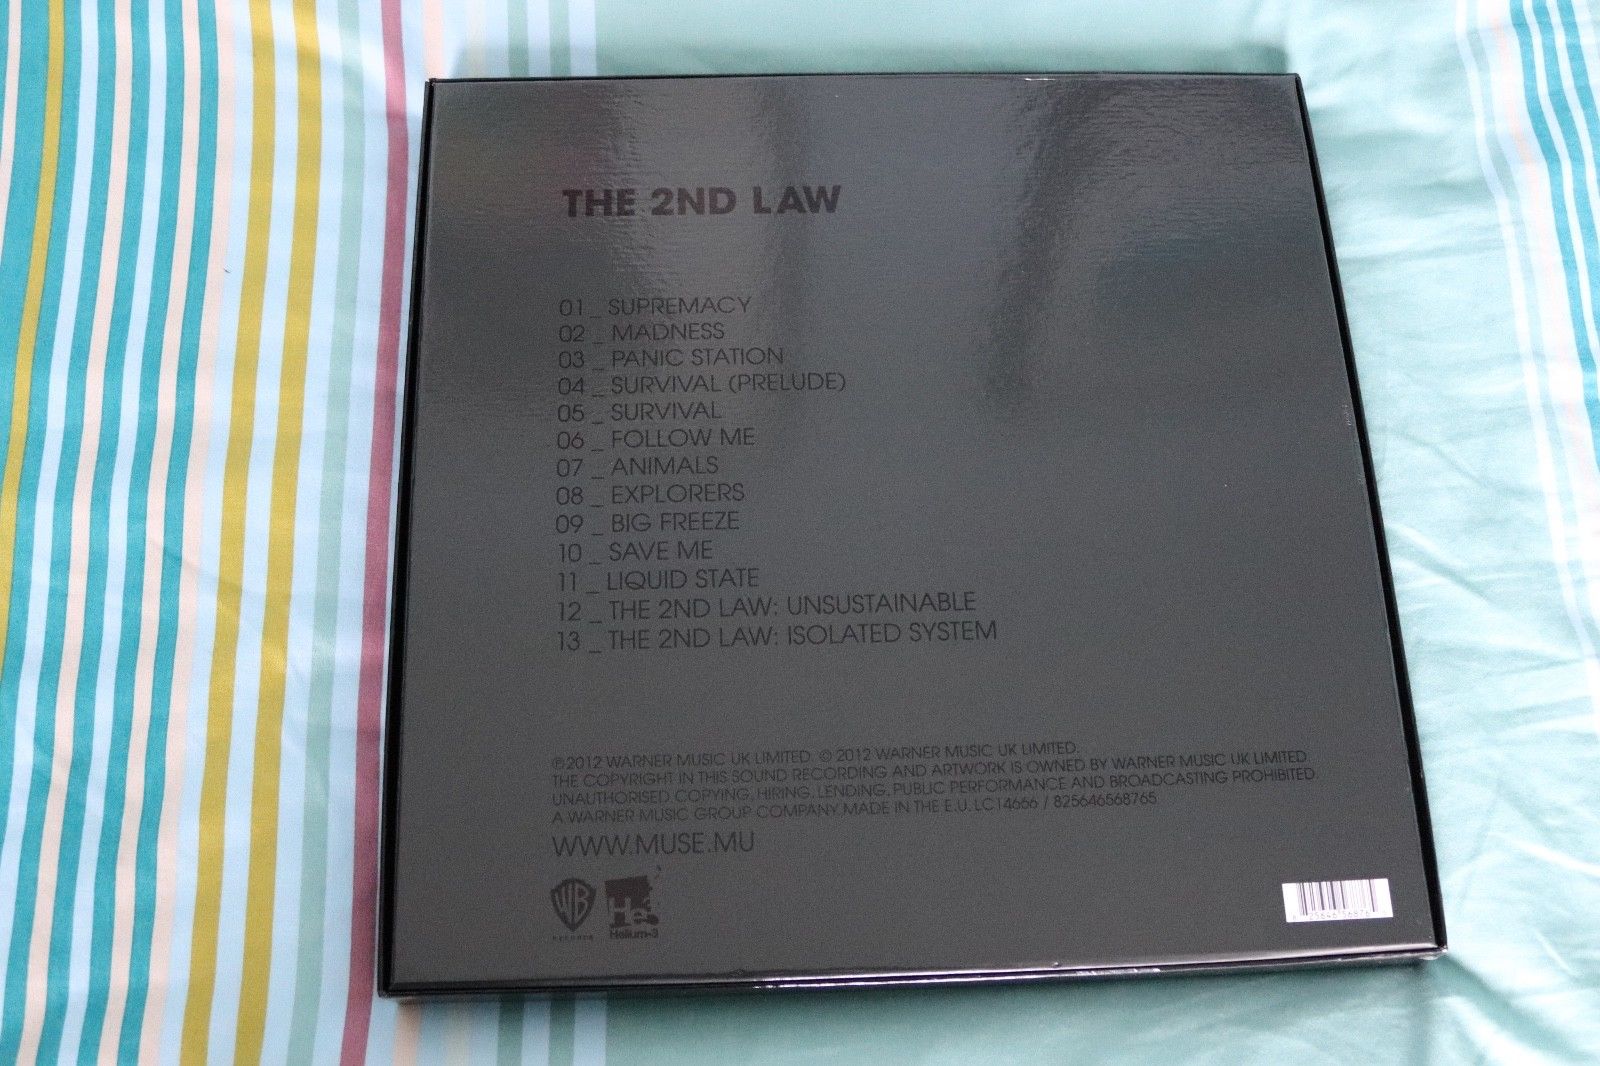 THE 2ND LAW
01_ SUPREMACY
02 _ MADNESS
03 _ PANIC STATION
04 _ SURVIVAL (PRELUDE)
05 _ SURVIVAL
06 _ FOLLOW ME
07 _ ANIMALS
08 _ EXPLORERS
09 _ BIG FREEZE
10 _ SAVE ME
11 _ LIQUID STATE
12 _ THE 2ND LAW: UNSUSTAINABLE
13 _ THE 2ND LAW: ISOLATED SYSTEM
℗2012 WARNER MUSIC UK LIMITED. © 2012 WARNER MUSIC UK LIMITED.
THE COPYRIGHT IN THIS SOUND RECORDING AND ARTWORK IS OWNED BY WARNER MUSIC UK LIMITED.
UNAUTHORISED COPYING, HIRING, LENDING, PUBLIC PERFORMANCE AND BROADCASTING PROHIBITED.
A WARNER MUSIC GROUP COMPANY.MADE IN THE E.U. LC14666 / 825646568765
WWW.MUSE.MU
WB
RECORDS
He3
Helium-3